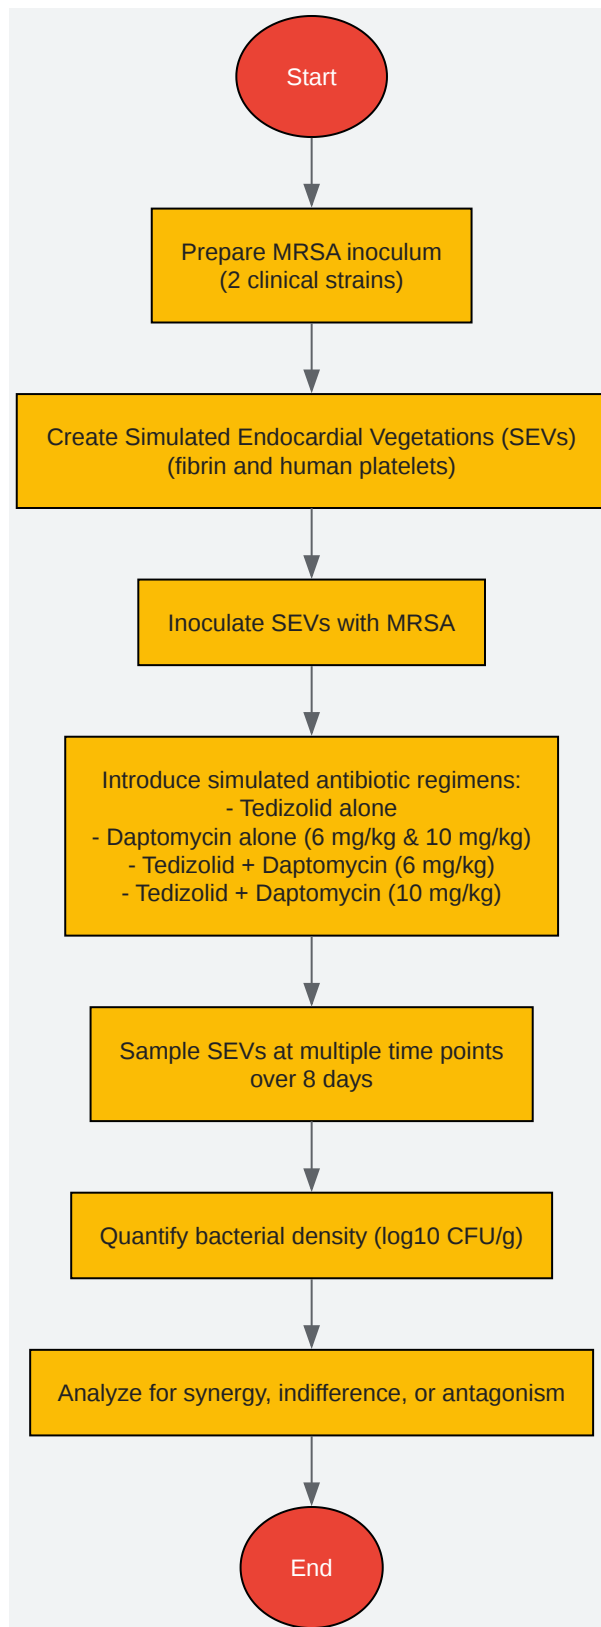 Start
Prepare MRSA inoculum
(2 clinical strains)
Create Simulated Endocardial Vegetations (SEVs)
(fibrin and human platelets)
Inoculate SEVs with MRSA
Introduce simulated antibiotic regimens:
- Tedizolid alone
- Daptomycin alone (6 mg/kg & 10 mg/kg)
- Tedizolid + Daptomycin (6 mg/kg)
- Tedizolid + Daptomycin (10 mg/kg)
Sample SEVs at multiple time points
over 8 days
Quantify bacterial density (log10 CFU/g)
Analyze for synergy, indifference, or antagonism
End